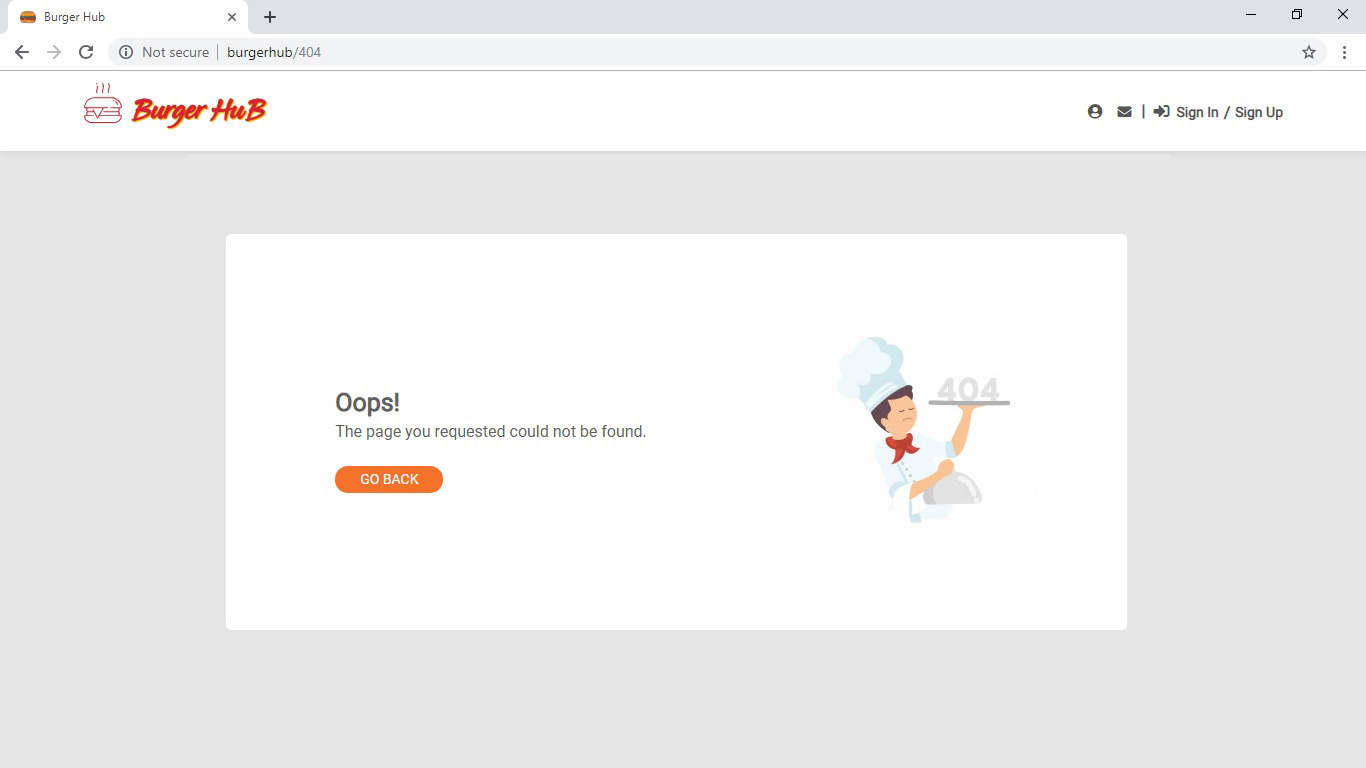 Burger Hub
Not secure | burgerhub/404
Burger HuB
| Sign In / Sign Up
404
Oops!
The page you requested could not be found.
GO BACK